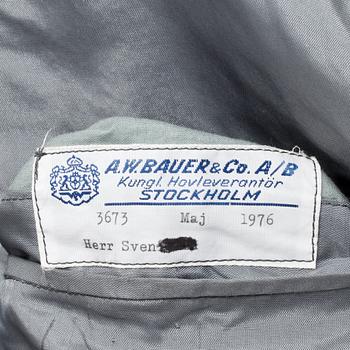 A.W. BAUER & Co. A/B
Kungl. Hovleverantör
STOCKHOLM
3673 Maj 1976
Herr Sven